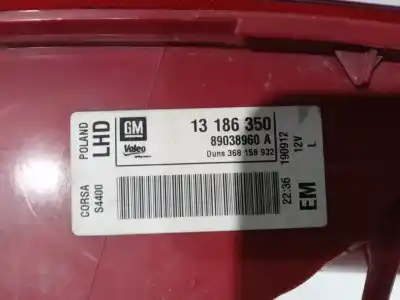 POLAND
LHD
GM
Valeo
13 186 350
89038960 A
Duns 368 158 932
CORSA
S4400
190912
22:36
12V
L
EM